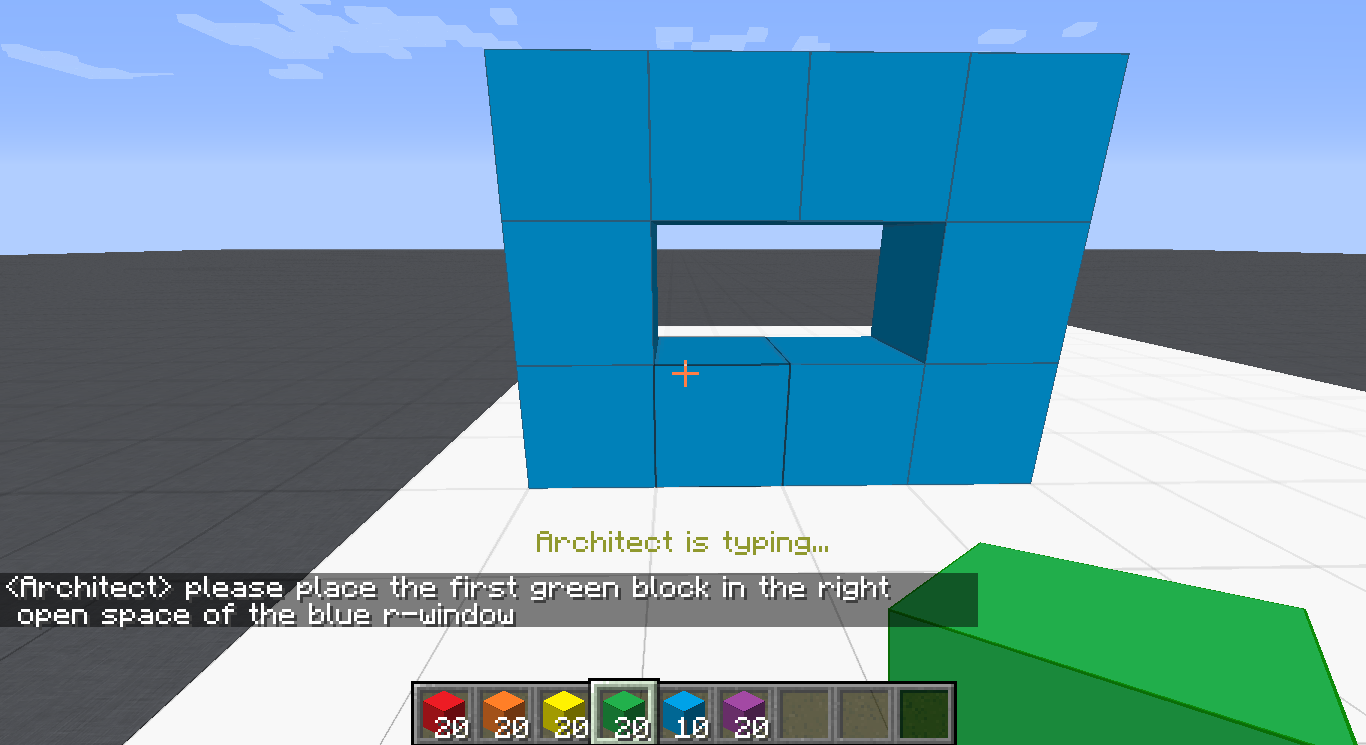 Architect is typing...
<Architect> please place the first green block in the right
open space of the blue r-window
20 20 20 20 10 20